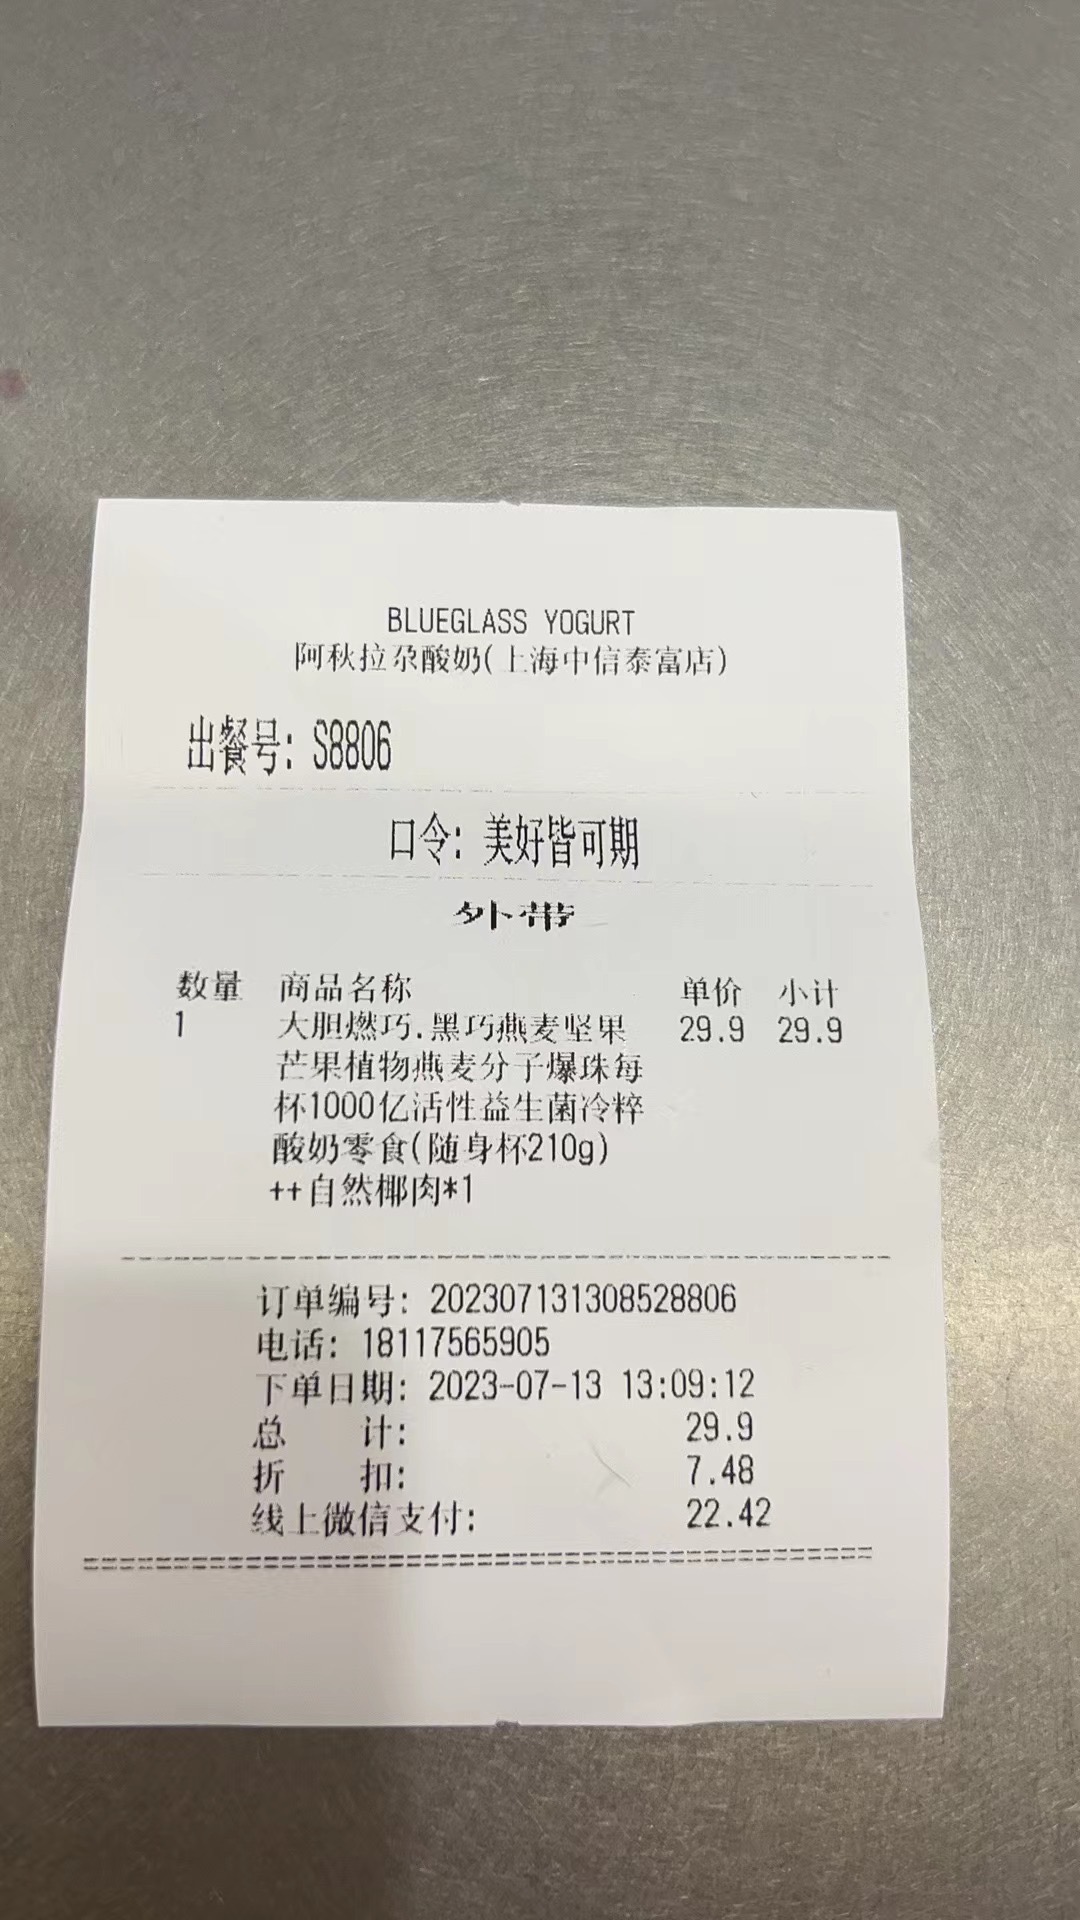 BLUEGLASS YOGURT
阿秋拉尕酸奶(上海中信泰富店)
出餐号: S8806
口令: 美好皆可期
外带
数量 商品名称 单价 小计
1 大胆燃巧.黑巧燕麦坚果 29.9 29.9
芒果植物燕麦分子爆珠每
杯1000亿活性益生菌冷粹
酸奶零食(随身杯210g)
++自然椰肉*1
订单编号: 202307131308528806
电话: 18117565905
下单日期: 2023-07-13 13:09:12
总 计: 29.9
折 扣: 7.48
线上微信支付: 22.42